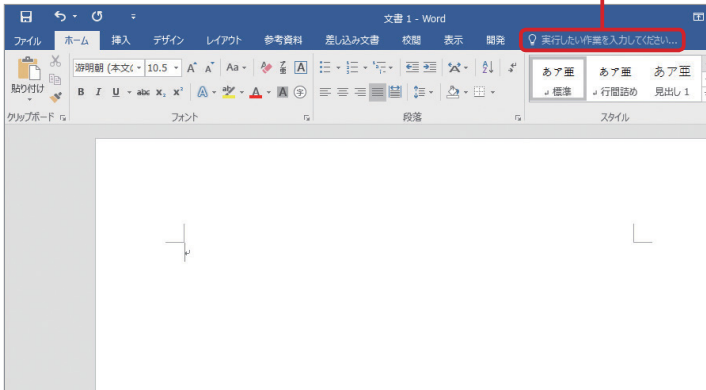 文書 1 - Word
ファイル ホーム 挿入 デザイン レイアウト 参考資料 差し込み文書 校閲 表示 開発 実行したい作業を入力してください...
游明朝 (本文( 10.5 A A Aa A
貼り付け B I U abc x₂ x² A aby A A 字
あア亜 あア亜 あア亜
標準 行間詰め 見出し 1
クリップボード フォント 段落 スタイル